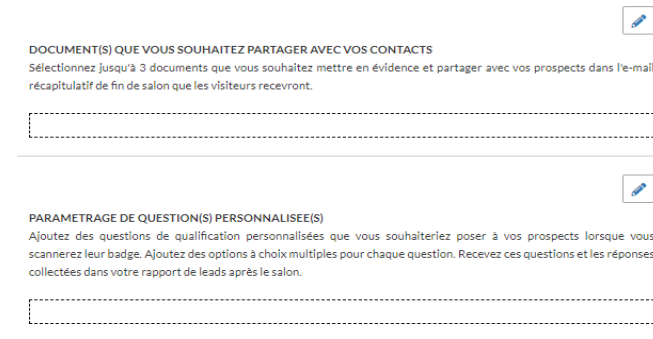 DOCUMENT(S) QUE VOUS SOUHAITEZ PARTAGER AVEC VOS CONTACTS
Sélectionnez jusqu'à 3 documents que vous souhaitez mettre en évidence et partager avec vos prospects dans l'e-mail
récapitulatif de fin de salon que les visiteurs recevront.
PARAMETRAGE DE QUESTION(S) PERSONNALISEE(S)
Ajoutez des questions de qualification personnalisées que vous souhaiteriez poser à vos prospects lorsque vous
scannerez leur badge. Ajoutez des options à choix multiples pour chaque question. Recevez ces questions et les réponses
collectées dans votre rapport de leads après le salon.